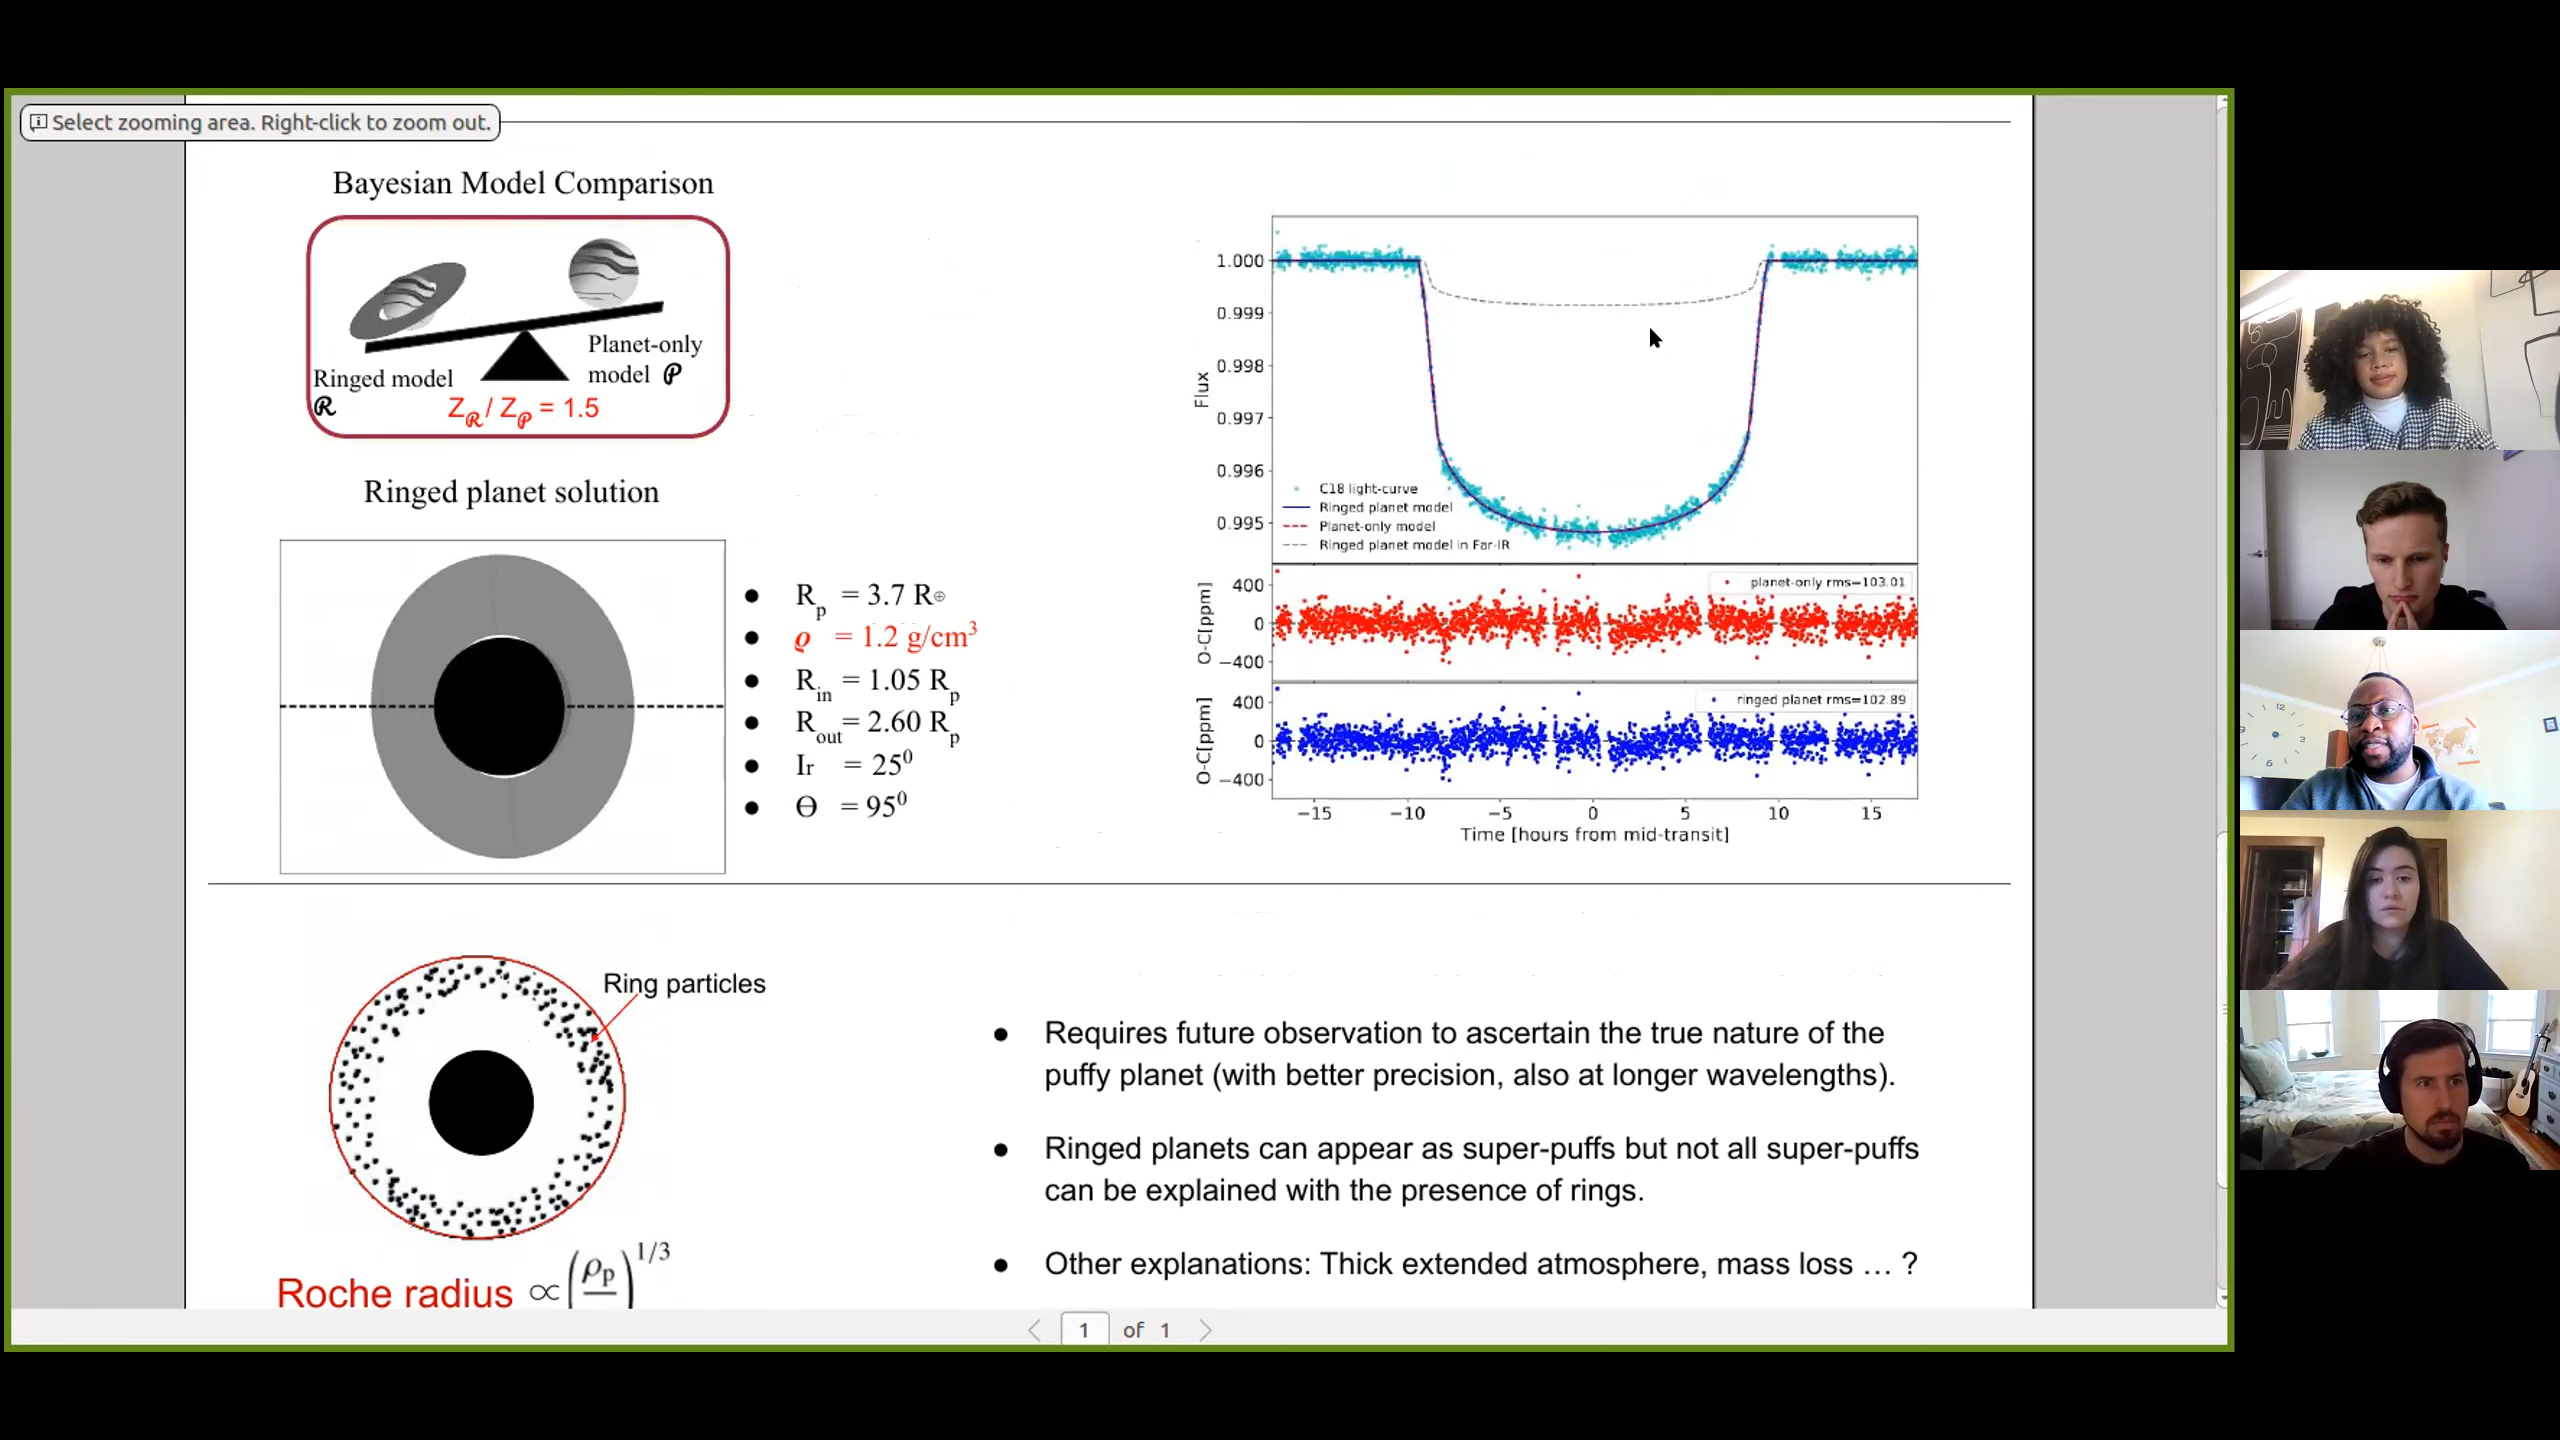 Select zooming area. Right-click to zoom out.
Bayesian Model Comparison
Planet-only
model 𝒫
Ringed model
ℛ
Zℛ / Z𝒫 = 1.5
Ringed planet solution
● Rp = 3.7 R⊕
● ϱ = 1.2 g/cm³
● Rin = 1.05 Rp
● Rout = 2.60 Rp
● Ir = 25⁰
● Ɵ = 95⁰
Flux
1.000
0.999
0.998
0.997
0.996
0.995
C18 light-curve
Ringed planet model
Planet-only model
Ringed planet model in Far-IR
O-C[ppm]
400
0
−400
planet-only rms=103.01
O-C[ppm]
400
0
−400
ringed planet rms=102.89
−15 −10 −5 0 5 10 15
Time [hours from mid-transit]
Ring particles
Roche radius ∝ (ρp)^1/3
● Requires future observation to ascertain the true nature of the
puffy planet (with better precision, also at longer wavelengths).
● Ringed planets can appear as super-puffs but not all super-puffs
can be explained with the presence of rings.
● Other explanations: Thick extended atmosphere, mass loss … ?
1 of 1